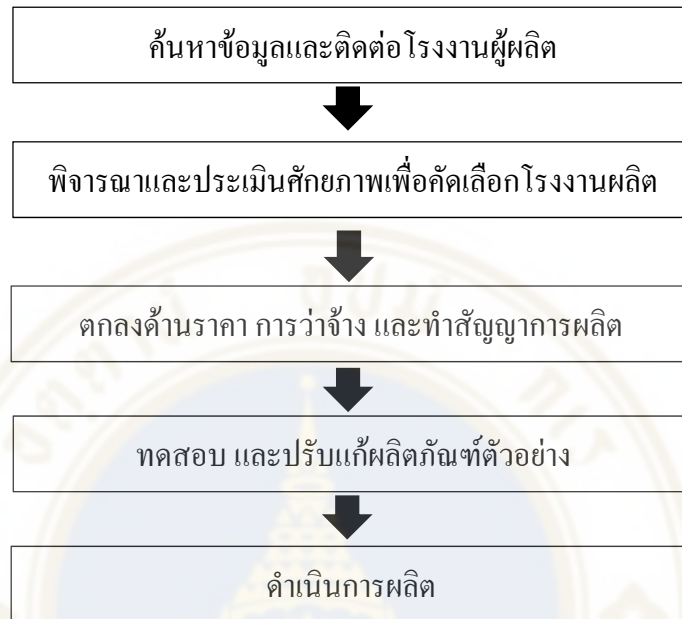 ค้นหาข้อมูลและติดต่อโรงงานผู้ผลิต
พิจารณาและประเมินศักยภาพเพื่อคัดเลือกโรงงานผลิต
ตกลงด้านราคา การว่าจ้าง และทำสัญญาการผลิต
ทดสอบ และปรับแก้ผลิตภัณฑ์ตัวอย่าง
ดำเนินการผลิต